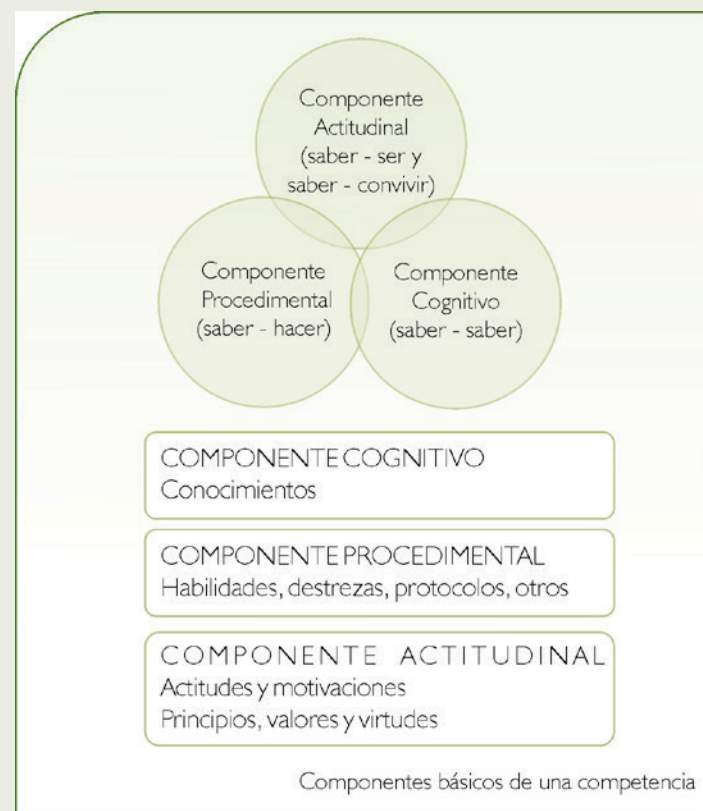 Componente
Actitudinal
(saber - ser y
saber - convivir)
Componente
Procedimental
(saber - hacer)
Componente
Cognitivo
(saber - saber)
COMPONENTE COGNITIVO
Conocimientos
COMPONENTE PROCEDIMENTAL
Habilidades, destrezas, protocolos, otros
COMPONENTE ACTITUDINAL
Actitudes y motivaciones
Principios, valores y virtudes
Componentes básicos de una competencia